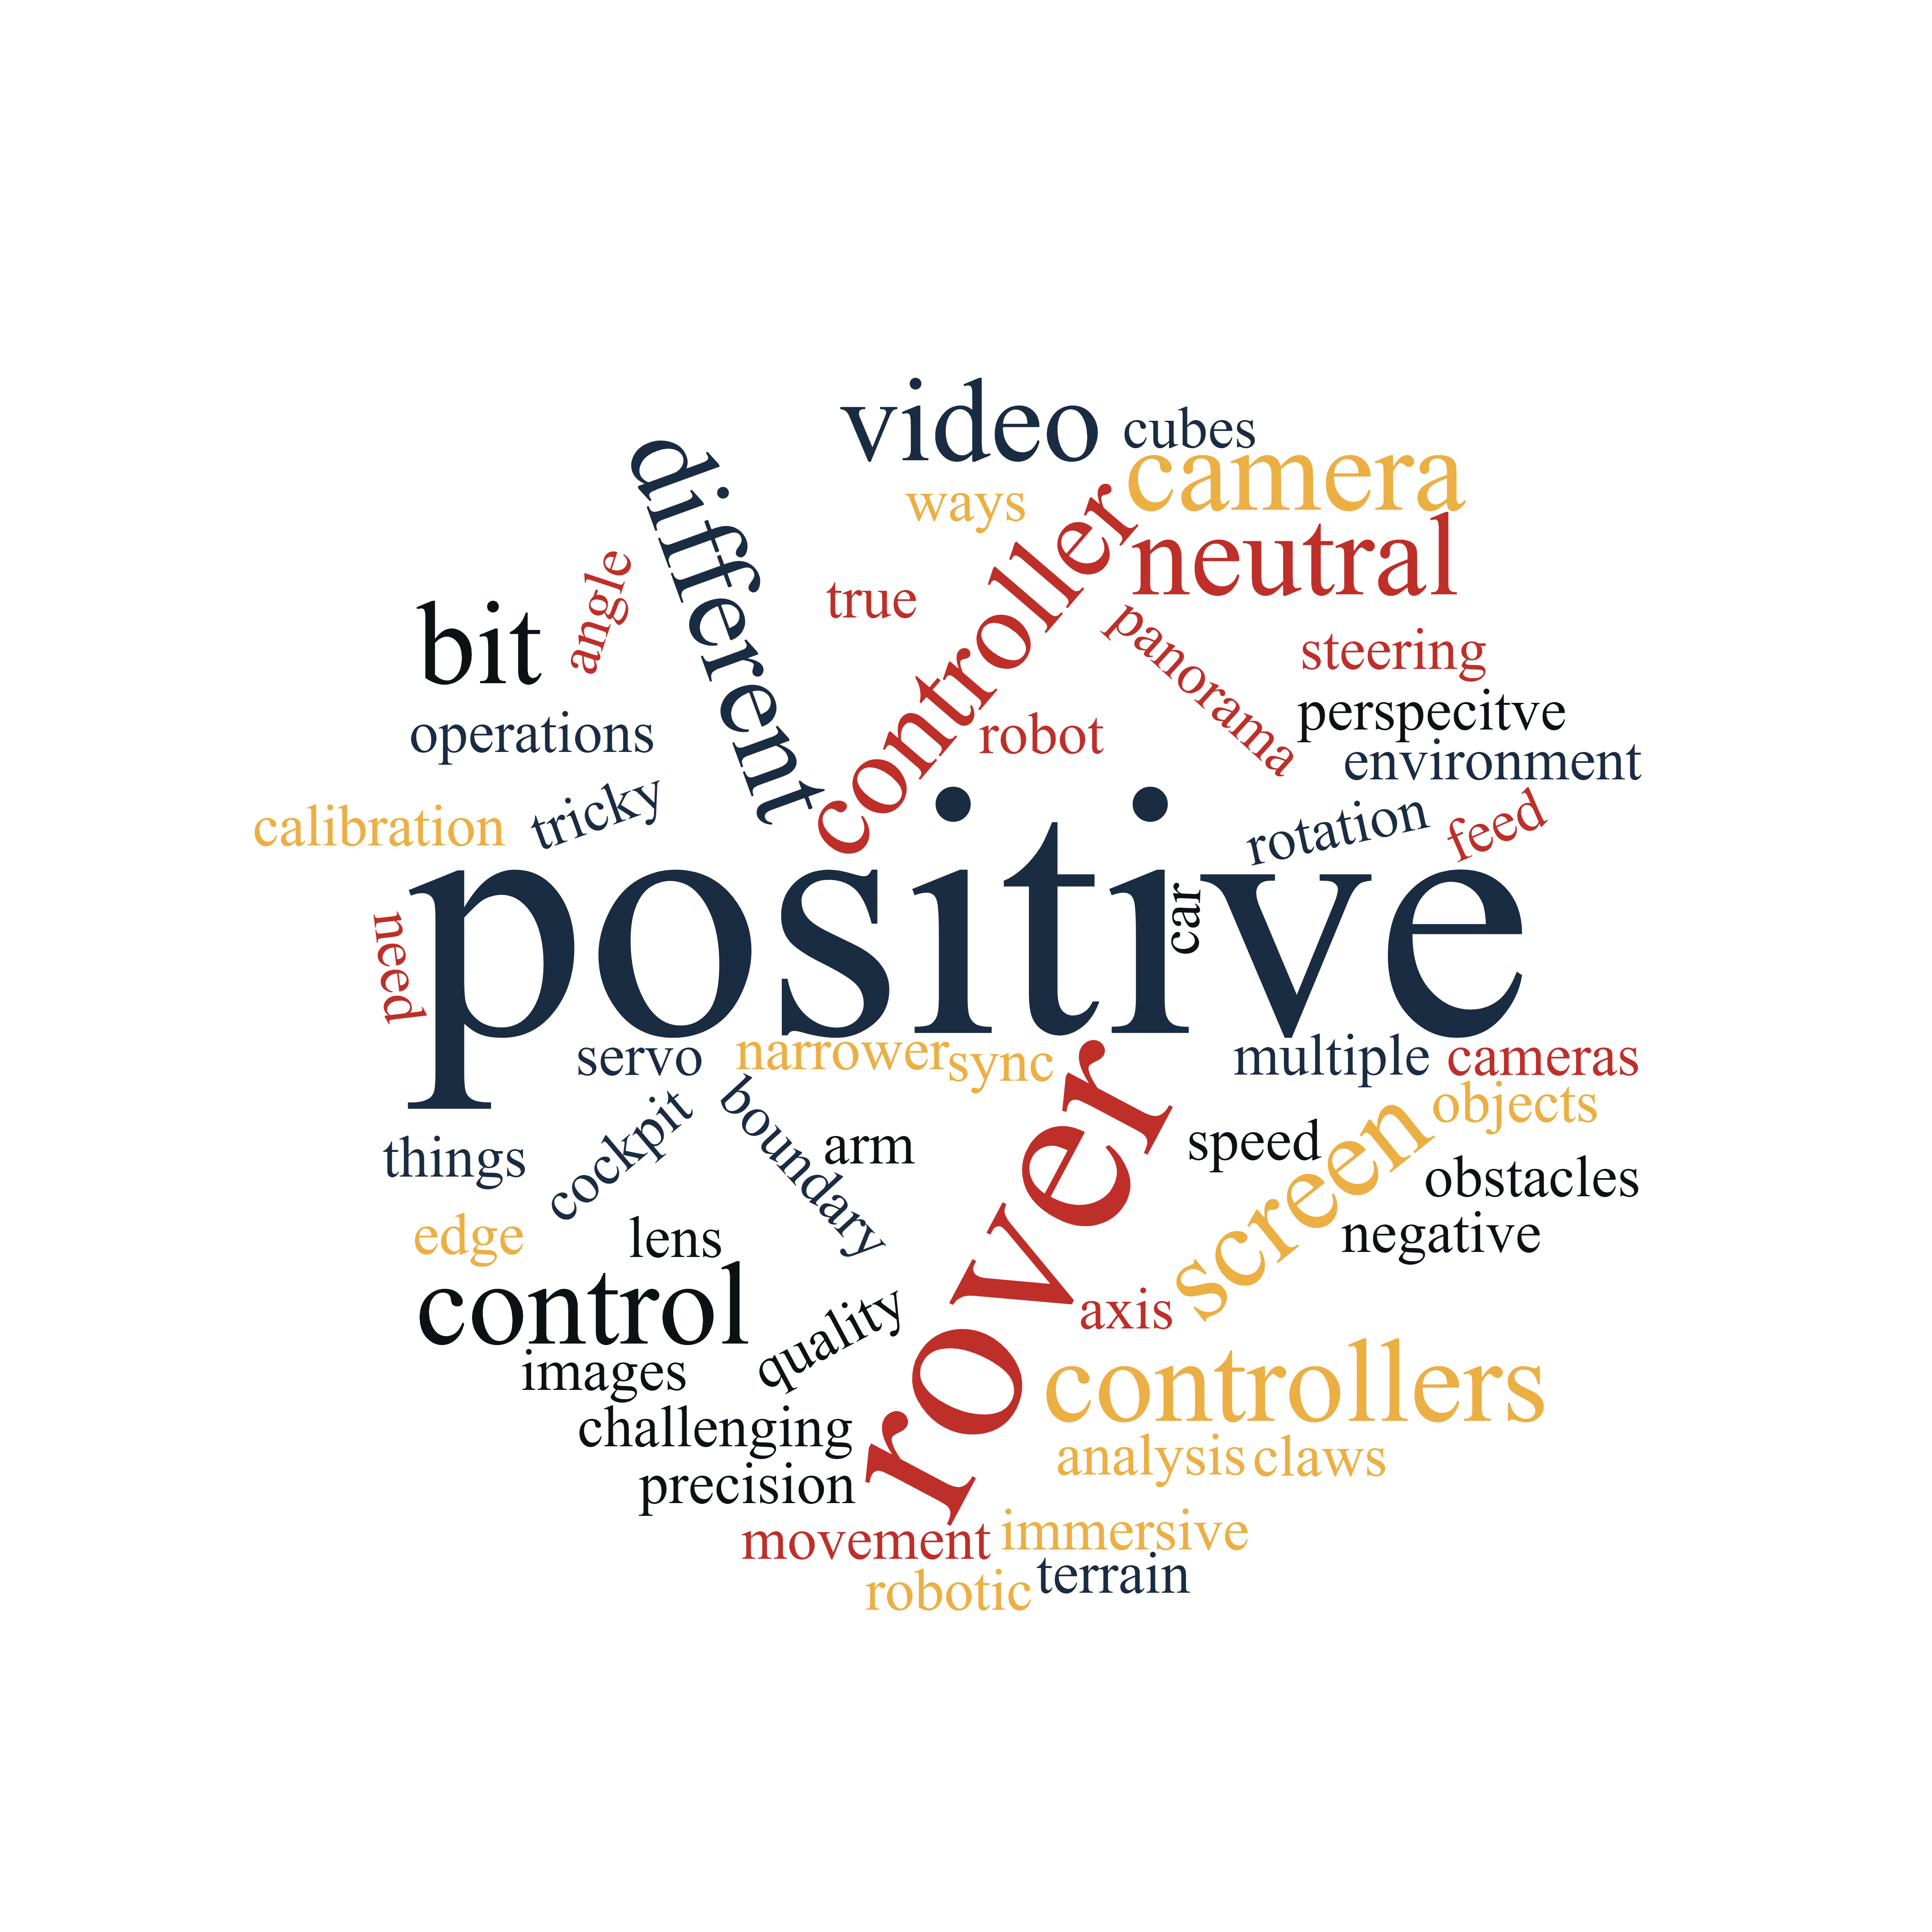 video
cubes
different
camera
ways
controller
neutral
angle
true
bit
panorama
steering
robot
perspecitve
operations
environment
calibration
tricky
rotation
feed
positive
car
need
servo
narrower
sync
multiple
cameras
rover
cockpit
boundary
arm
speed
screen
objects
things
obstacles
edge
lens
negative
control
quality
axis
images
controllers
challenging
analysis
claws
precision
movement
immersive
robotic
terrain